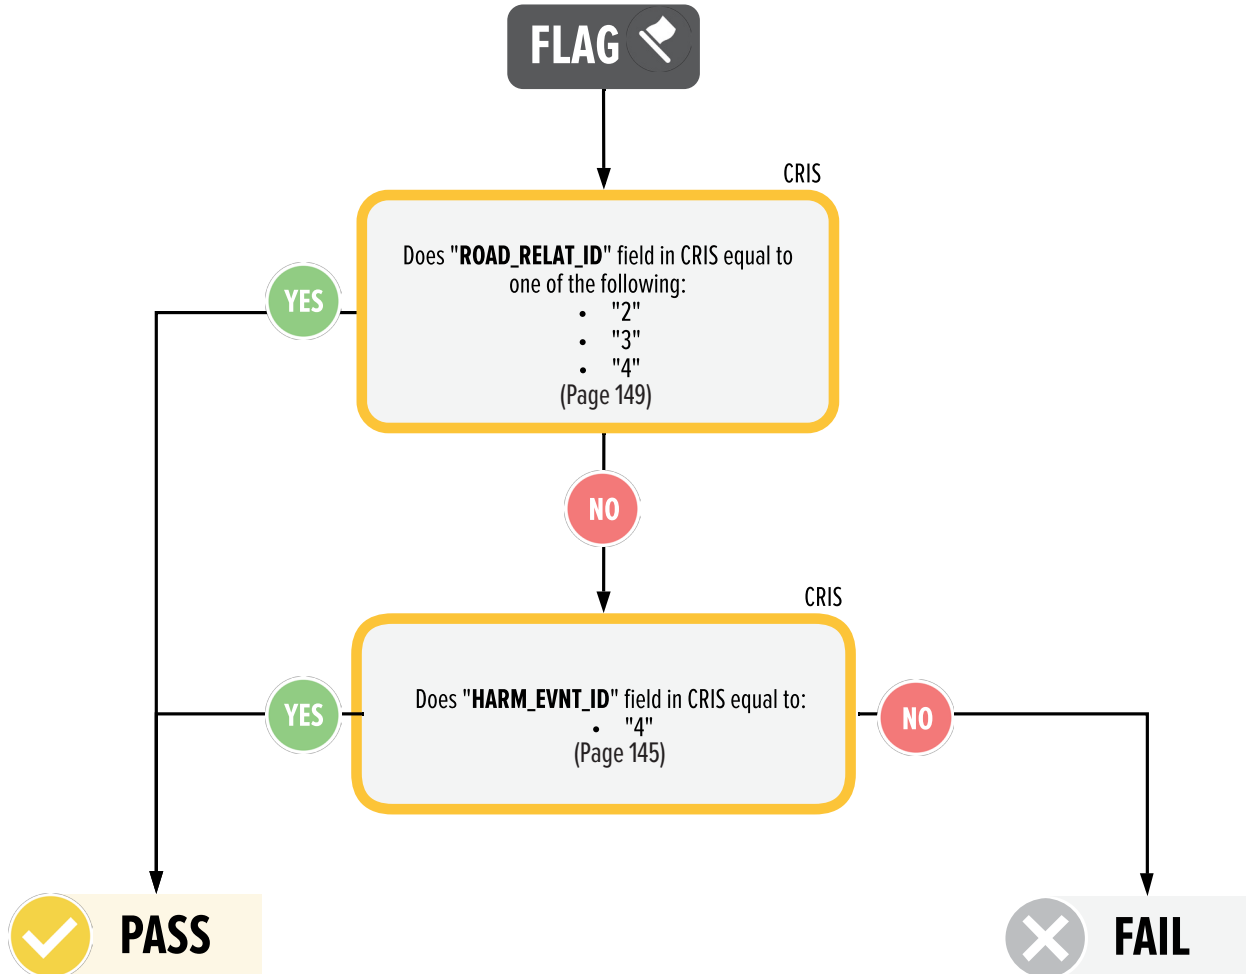 FLAG
CRIS
Does "ROAD_RELAT_ID" field in CRIS equal to
one of the following:
• "2"
• "3"
• "4"
(Page 149)
YES
NO
CRIS
Does "HARM_EVNT_ID" field in CRIS equal to:
• "4"
(Page 145)
YES
NO
PASS
FAIL